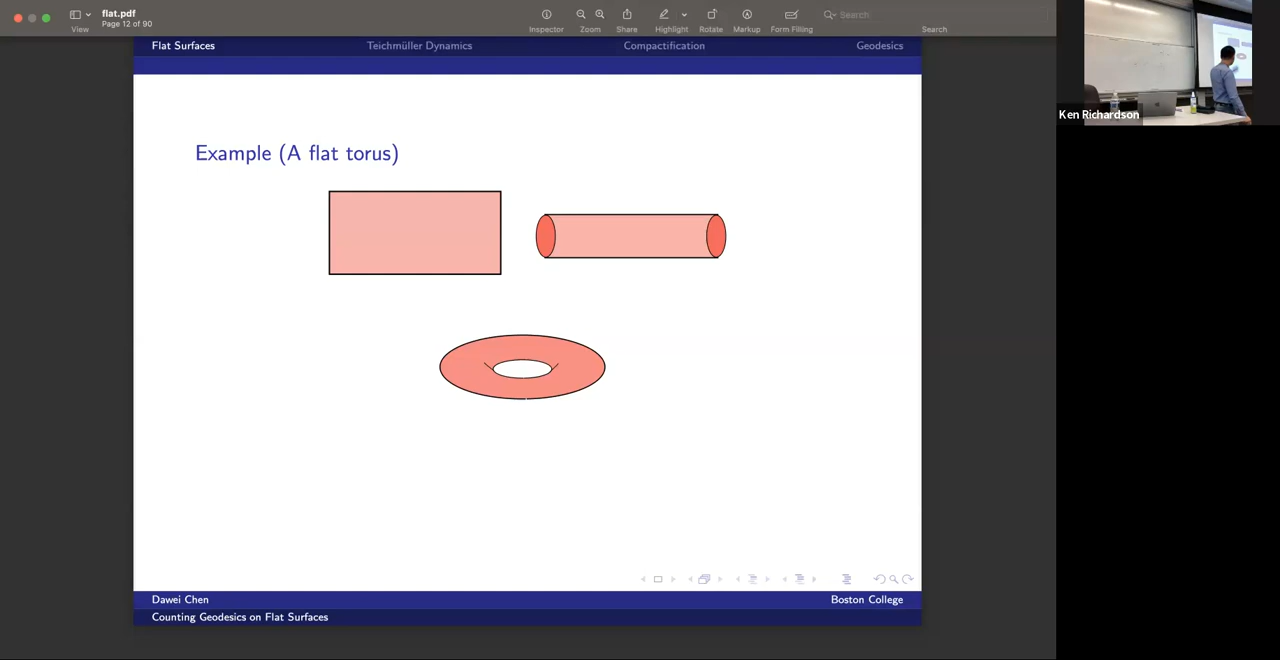 flat.pdf
Page 12 of 90
View
Inspector
Zoom
Share
Highlight
Rotate
Markup
Form Filling
Search
Search
Flat Surfaces
Teichmüller Dynamics
Compactification
Geodesics
Ken Richardson
Example (A flat torus)
Dawei Chen
Boston College
Counting Geodesics on Flat Surfaces